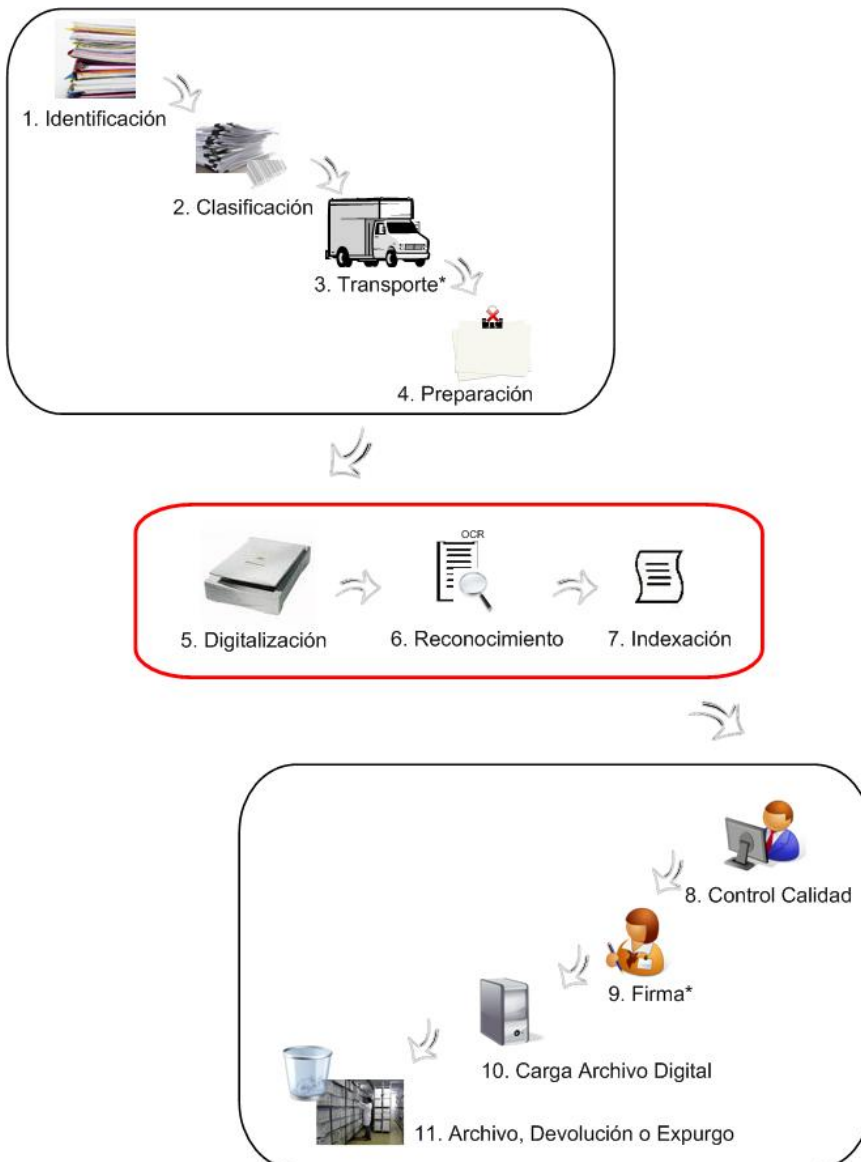 1. Identificación
2. Clasificación
3. Transporte*
4. Preparación
OCR
5. Digitalización
6. Reconocimiento
7. Indexación
8. Control Calidad
9. Firma*
10. Carga Archivo Digital
11. Archivo, Devolución o Expurgo